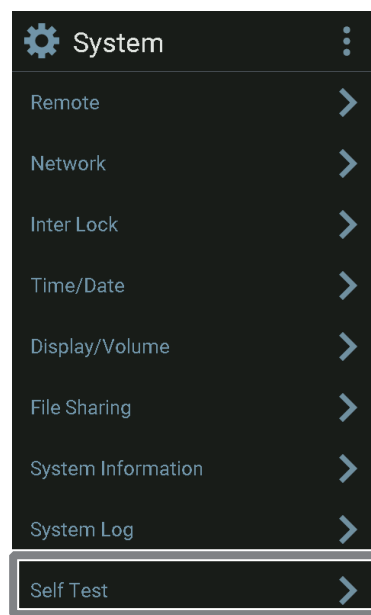 System
Remote
Network
Inter Lock
Time/Date
Display/Volume
File Sharing
System Information
System Log
Self Test